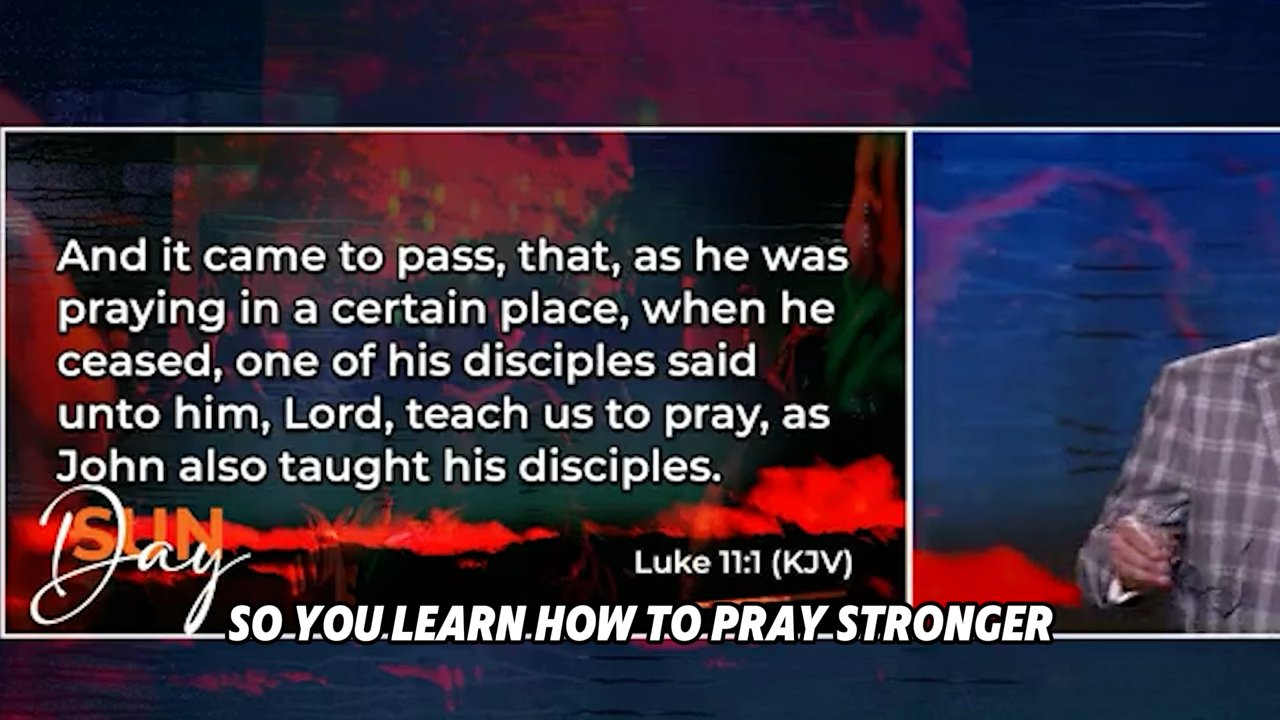 And it came to pass, that, as he was
praying in a certain place, when he
ceased, one of his disciples said
unto him, Lord, teach us to pray, as
John also taught his disciples.
SUN
Day
Luke 11:1 (KJV)
SO YOU LEARN HOW TO PRAY STRONGER